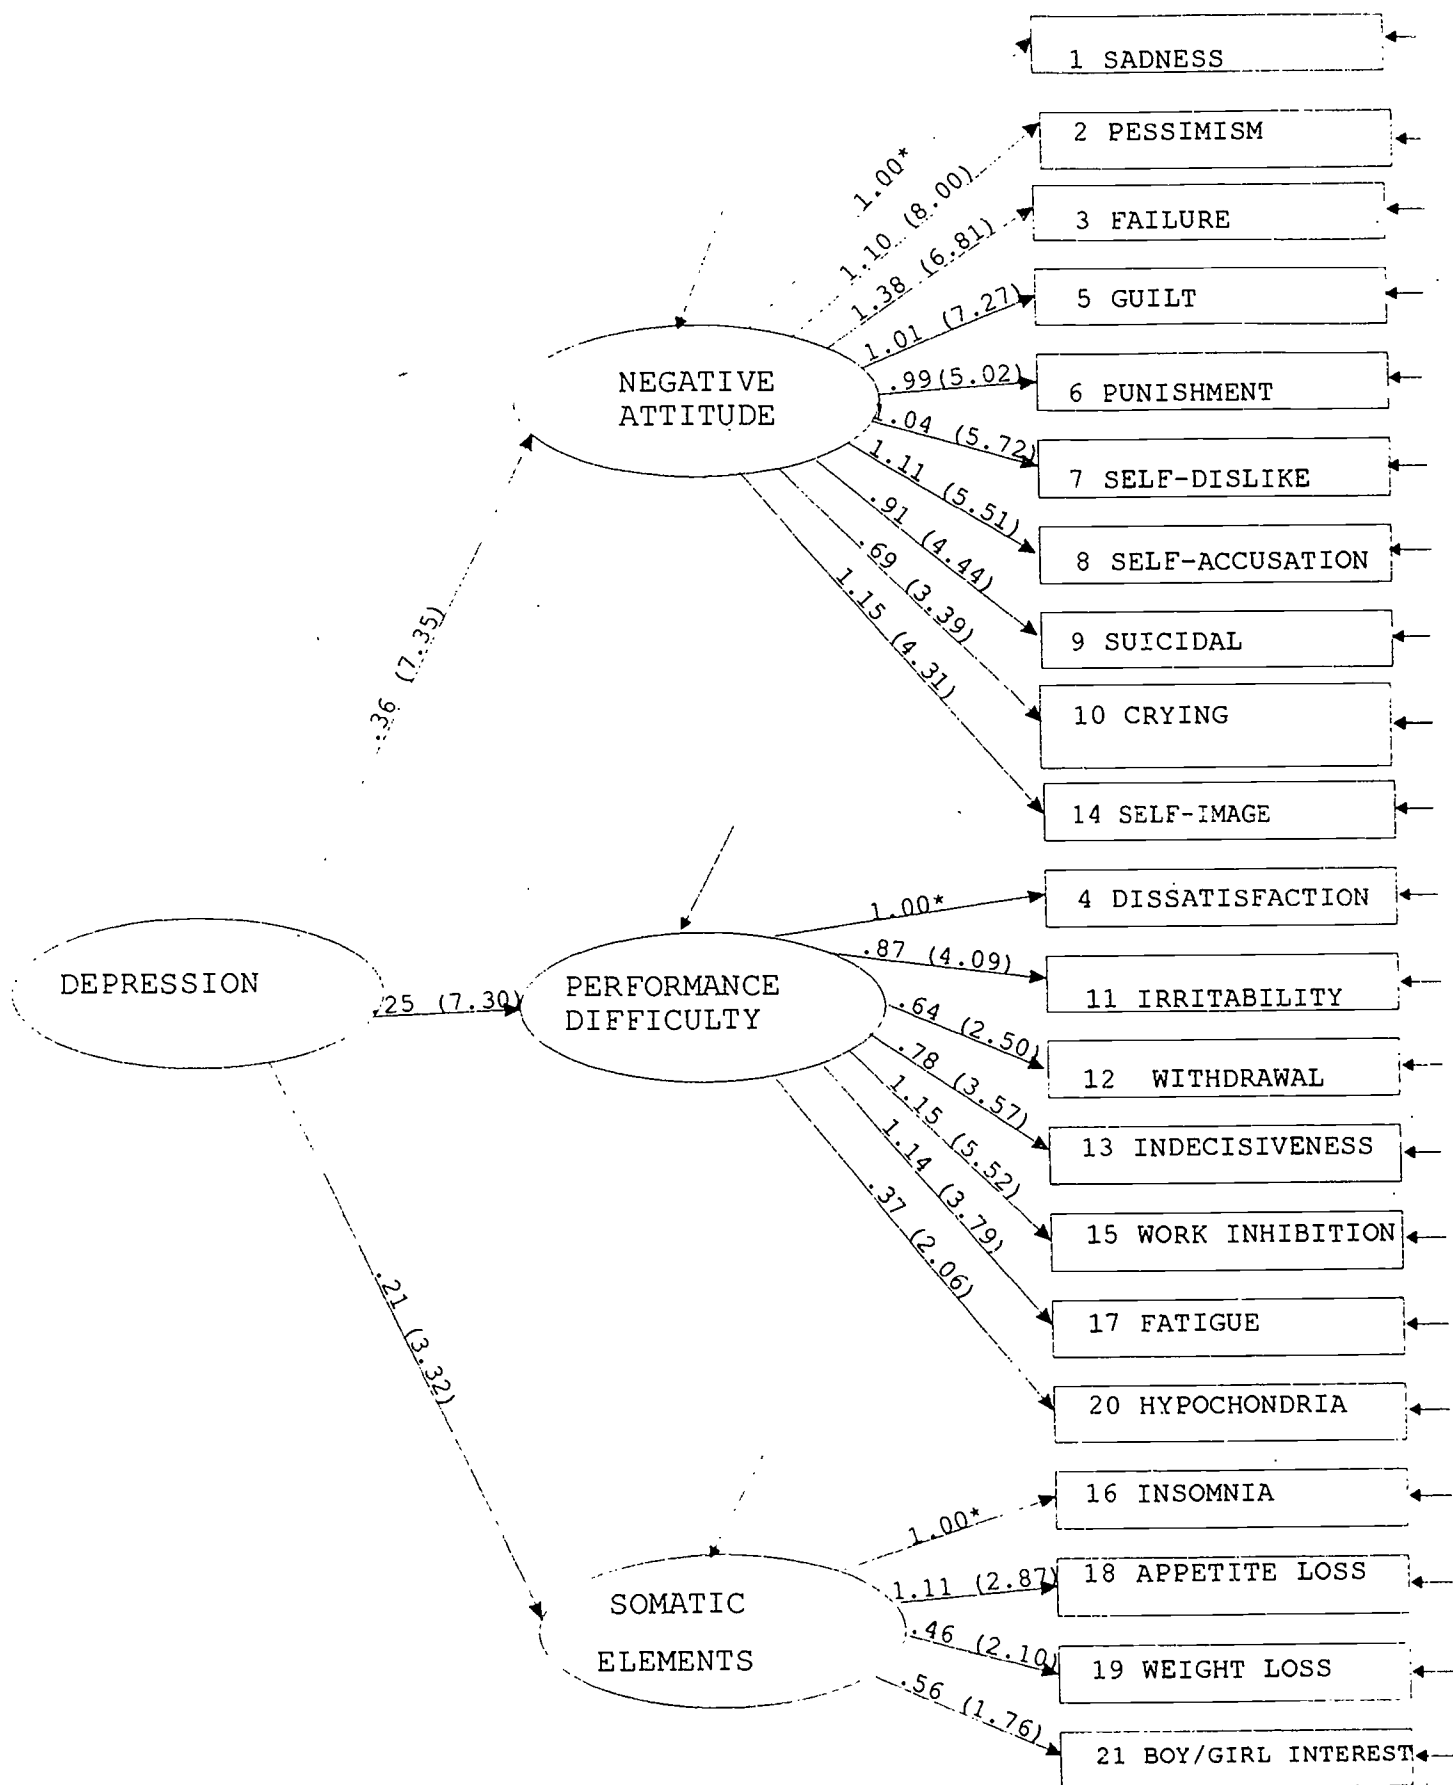 1 SADNESS
1.00*
2 PESSIMISM
1.10 (8.00)
3 FAILURE
1.38 (6.81)
5 GUILT
1.01 (7.27)
6 PUNISHMENT
.99(5.02)
7 SELF-DISLIKE
1.04 (5.72)
8 SELF-ACCUSATION
1.11 (5.51)
9 SUICIDAL
.91 (4.44)
10 CRYING
.69 (3.39)
14 SELF-IMAGE
1.15 (4.31)
NEGATIVE
ATTITUDE
.36 (7.35)
DEPRESSION
.25 (7.30)
PERFORMANCE
DIFFICULTY
4 DISSATISFACTION
1.00*
11 IRRITABILITY
.87 (4.09)
12 WITHDRAWAL
.64 (2.50)
13 INDECISIVENESS
.78 (3.57)
15 WORK INHIBITION
1.15 (5.52)
17 FATIGUE
1.14 (3.79)
20 HYPOCHONDRIA
.37 (2.06)
.21 (3.32)
SOMATIC
ELEMENTS
16 INSOMNIA
1.00*
18 APPETITE LOSS
1.11 (2.87)
19 WEIGHT LOSS
.46 (2.10)
21 BOY/GIRL INTEREST
.56 (1.76)